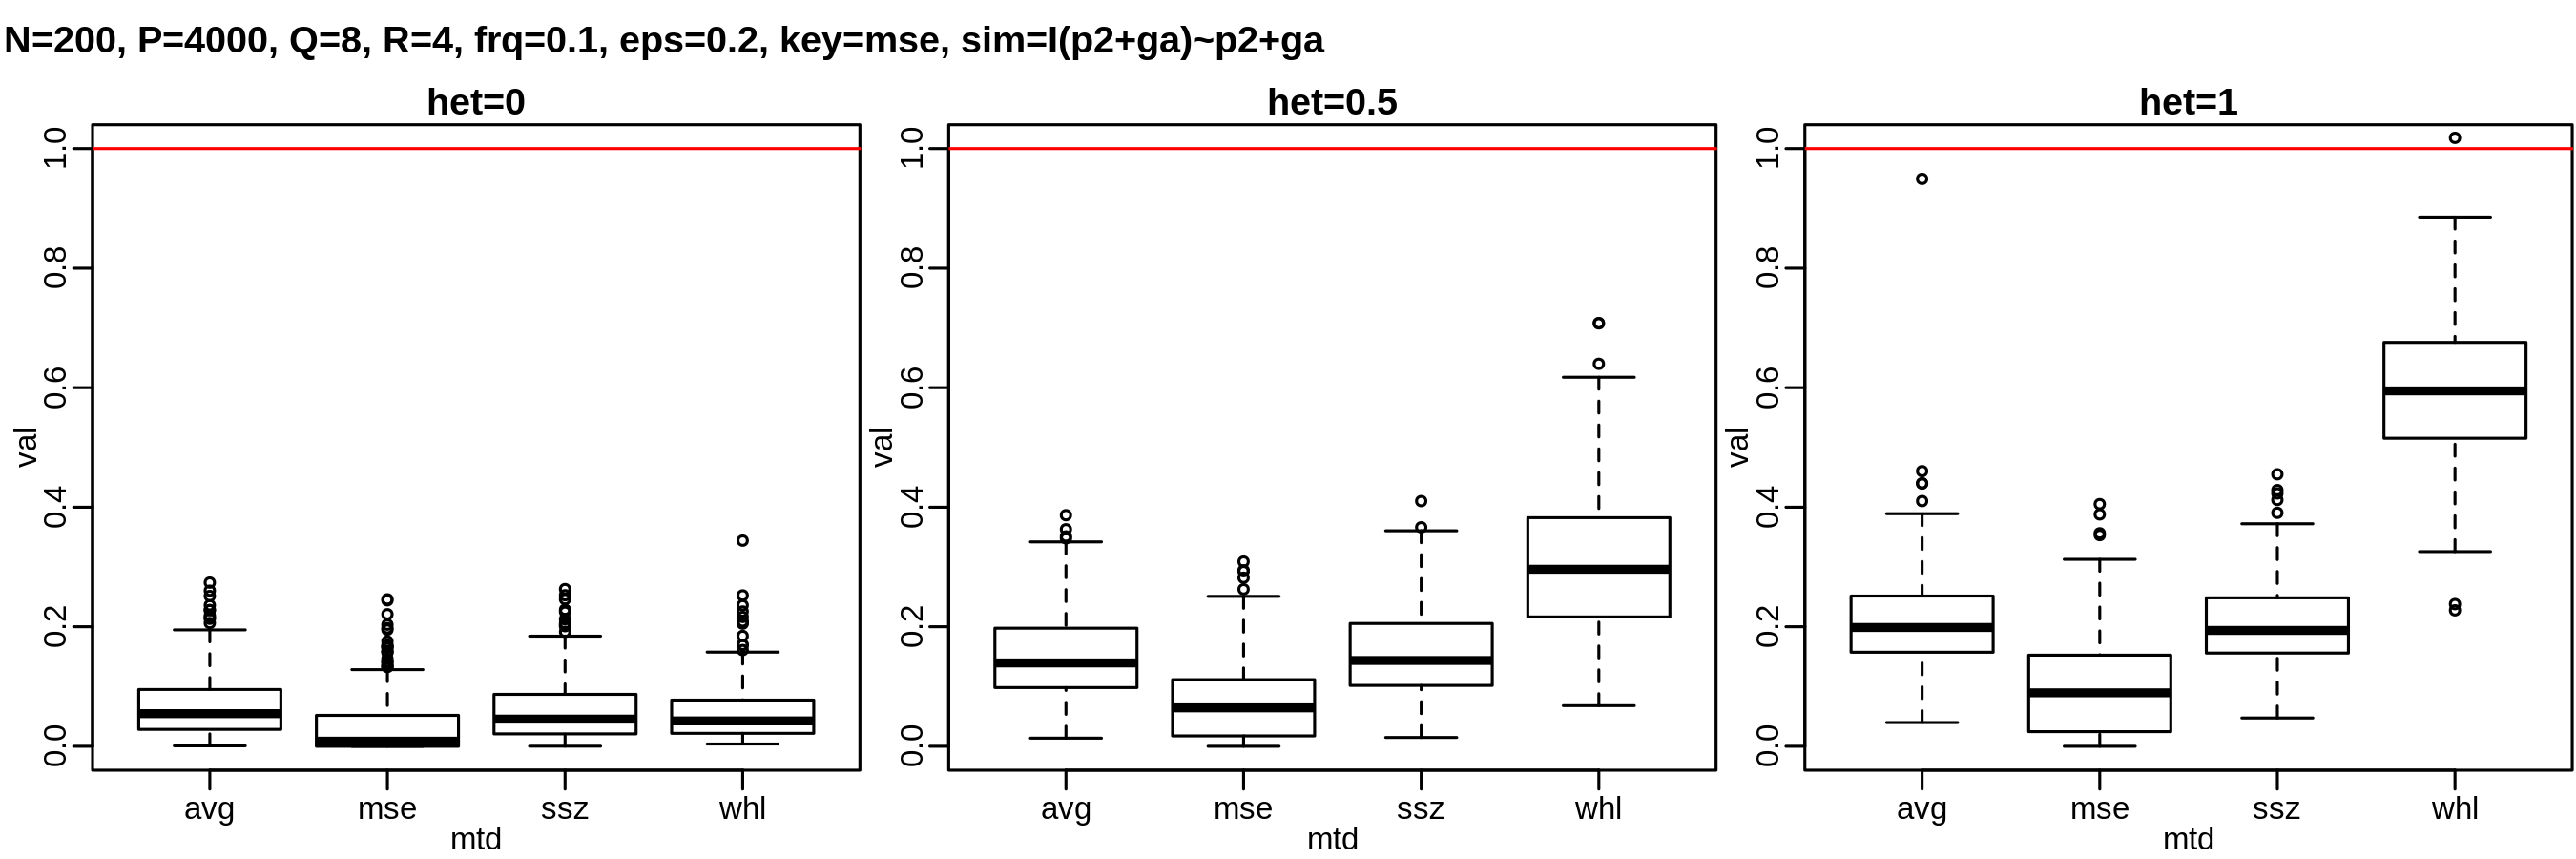 N=200, P=4000, Q=8, R=4, frq=0.1, eps=0.2, key=mse, sim=I(p2+ga)~p2+ga
het=0
val
0.0 0.2 0.4 0.6 0.8 1.0
avg mse ssz whl
mtd
het=0.5
val
0.0 0.2 0.4 0.6 0.8 1.0
avg mse ssz whl
mtd
het=1
val
0.0 0.2 0.4 0.6 0.8 1.0
avg mse ssz whl
mtd